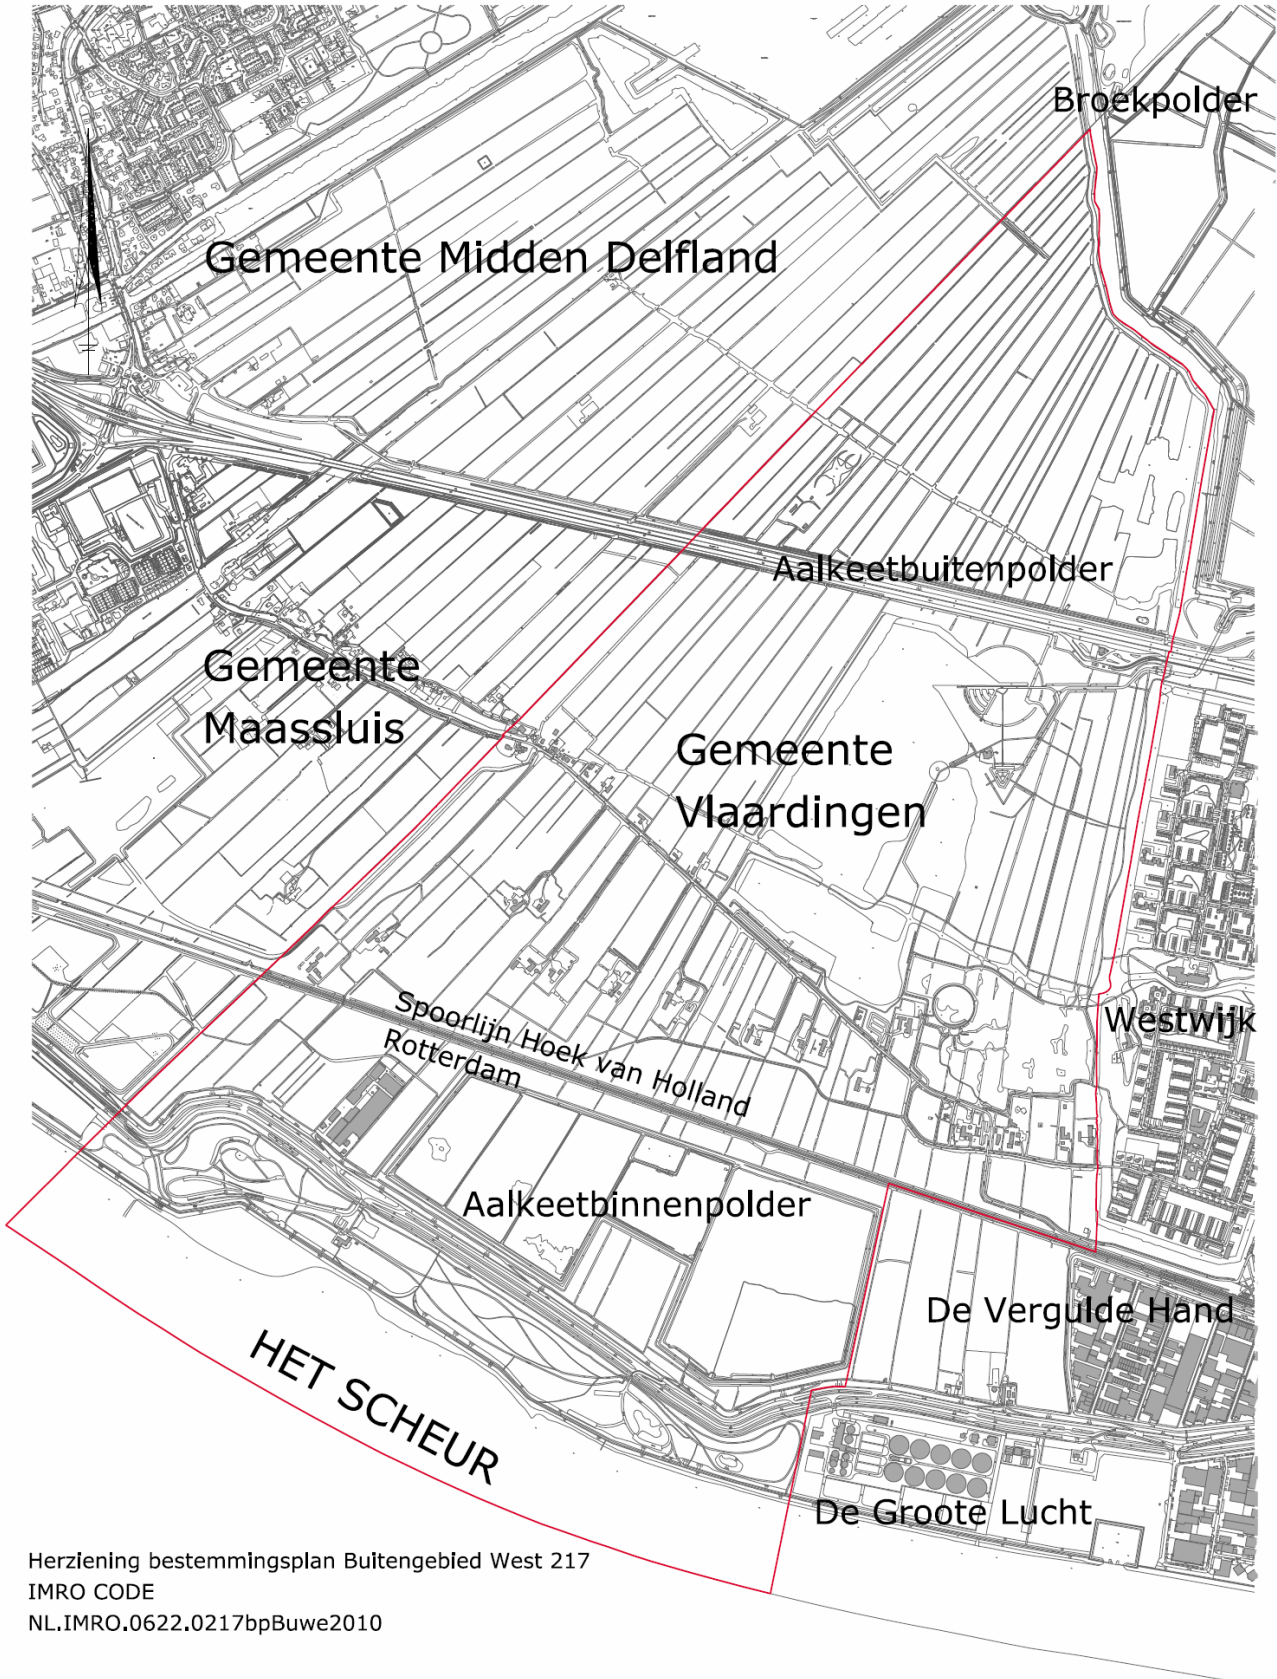 Broekpolder
Gemeente Midden Delfland
Aalkeetbuitenpolder
Gemeente
Maassluis
Gemeente
Vlaardingen
Westwijk
Spoorlijn Hoek van Holland
Rotterdam
Aalkeetbinnenpolder
De Vergulde Hand
HET SCHEUR
De Groote Lucht
Herziening bestemmingsplan Buitengebied West 217
IMRO CODE
NL.IMRO.0622.0217bpBuwe2010